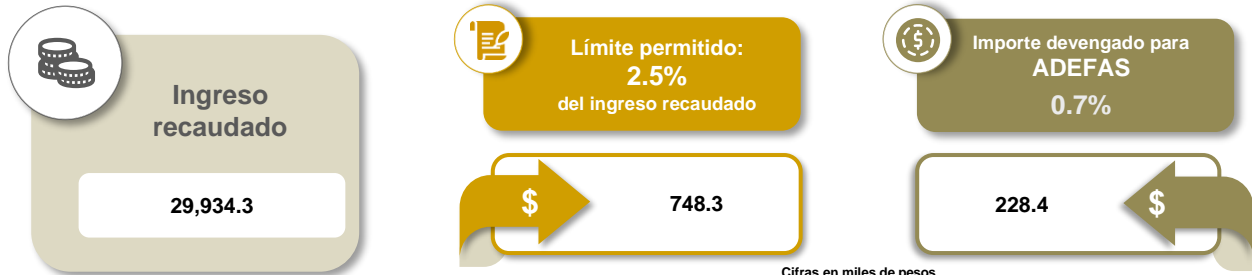 Ingreso
recaudado
29,934.3
Límite permitido:
2.5%
del ingreso recaudado
$
748.3
Importe devengado para
ADEFAS
0.7%
228.4
$
Cifras en miles de pesos